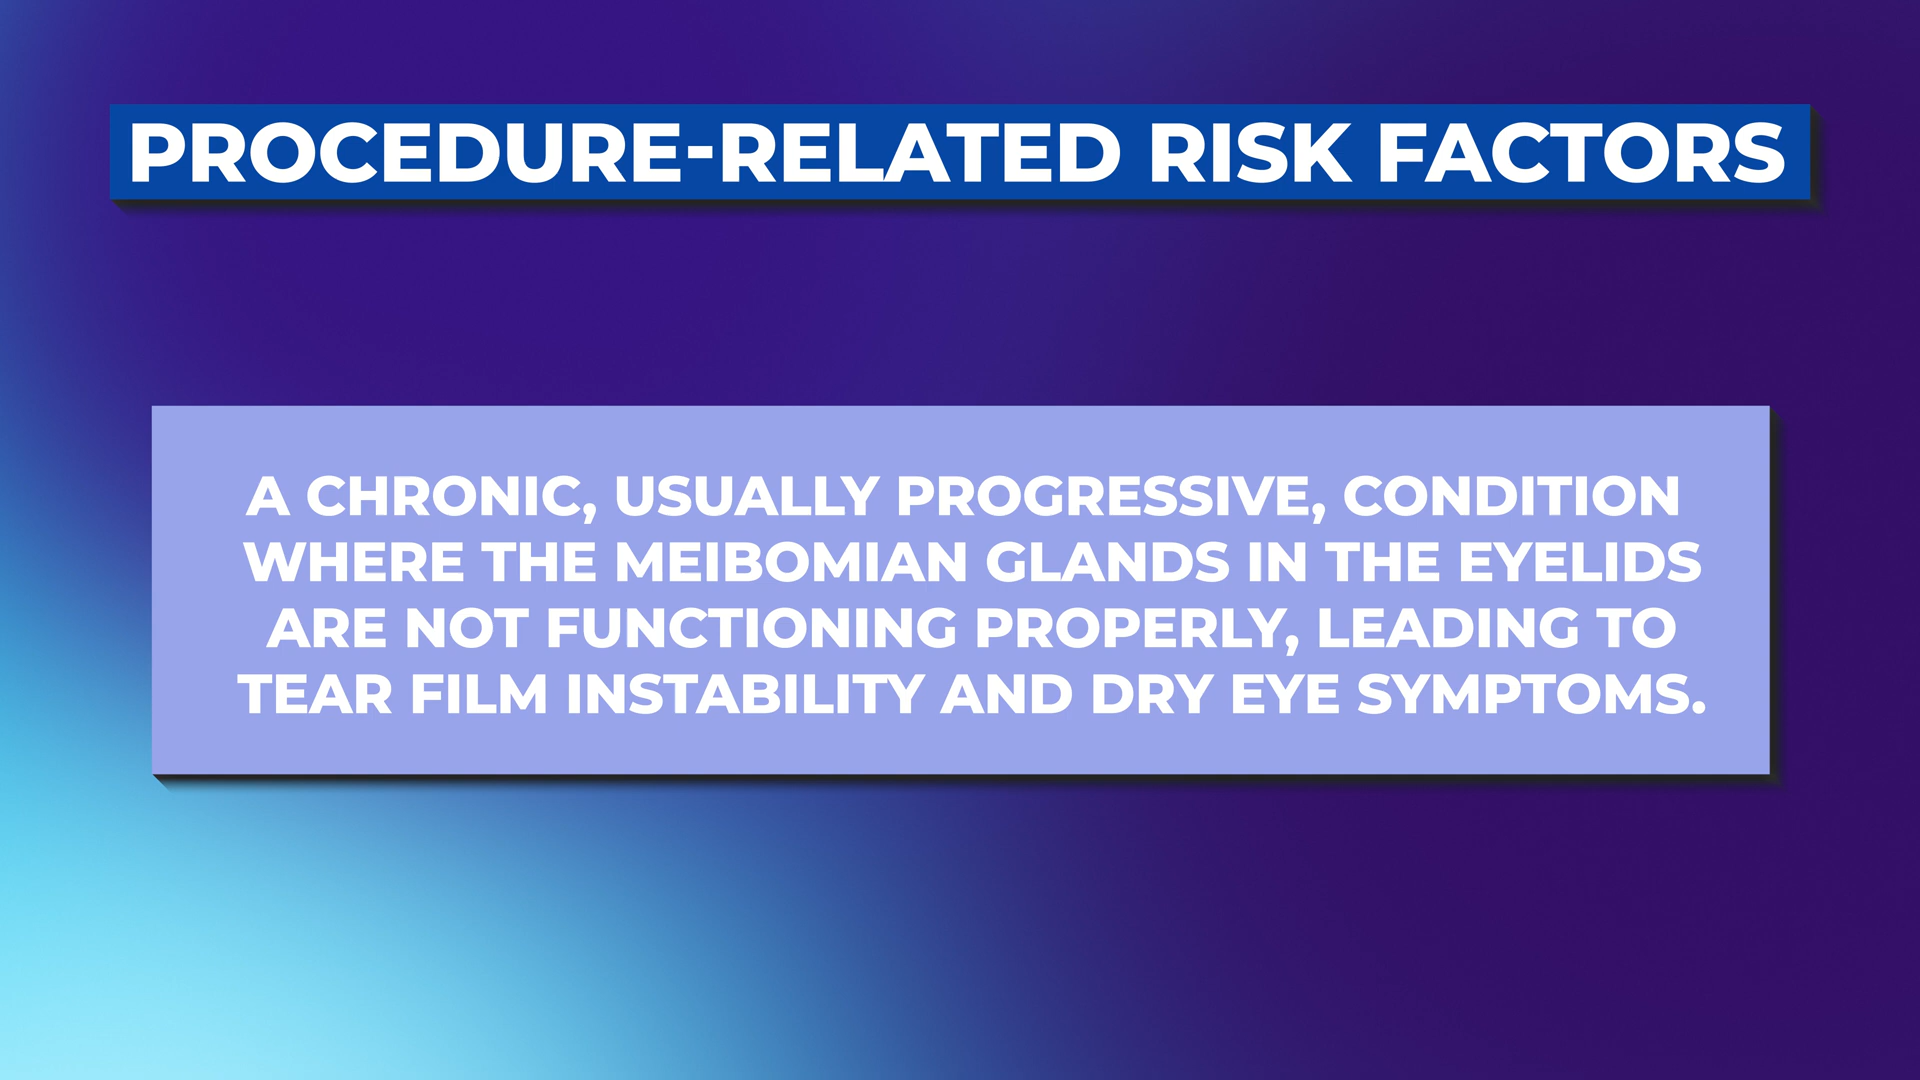 PROCEDURE-RELATED RISK FACTORS
A CHRONIC, USUALLY PROGRESSIVE, CONDITION
WHERE THE MEIBOMIAN GLANDS IN THE EYELIDS
ARE NOT FUNCTIONING PROPERLY, LEADING TO
TEAR FILM INSTABILITY AND DRY EYE SYMPTOMS.